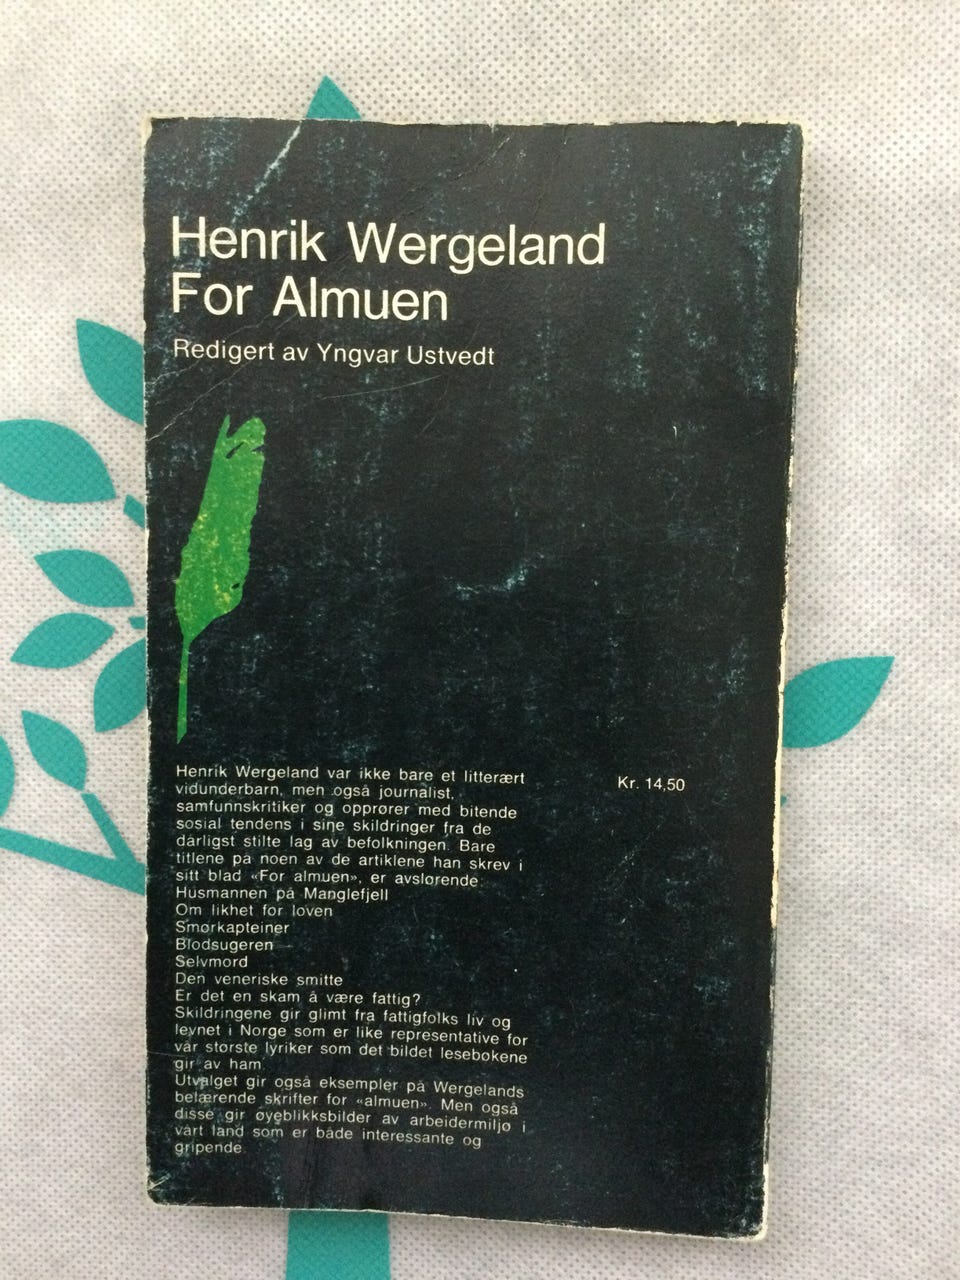 Henrik Wergeland
For Almuen
Redigert av Yngvar Ustvedt
Henrik Wergeland var ikke bare et litterært
vidunderbarn, men også journalist,
samfunnskritiker og opprører med bitende
sosial tendens i sine skildringer fra de
dårligst stilte lag av befolkningen. Bare
titlene på noen av de artiklene han skrev i
sitt blad «For almuen», er avslørende:
Husmannen på Manglefjell
Om likhet for loven
Smørkapteiner
Blodsugeren
Selvmord
Den veneriske smitte
Er det en skam å være fattig?
Skildringene gir glimt fra fattigfolks liv og
levnet i Norge som er like representative for
vår største lyriker som det bildet lesebøkene
gir av ham.
Utvalget gir også eksempler på Wergelands
belærende skrifter for «almuen». Men også
disse gir øyeblikksbilder av arbeidermiljø i
vårt land som er både interessante og
gripende.
Kr. 14,50